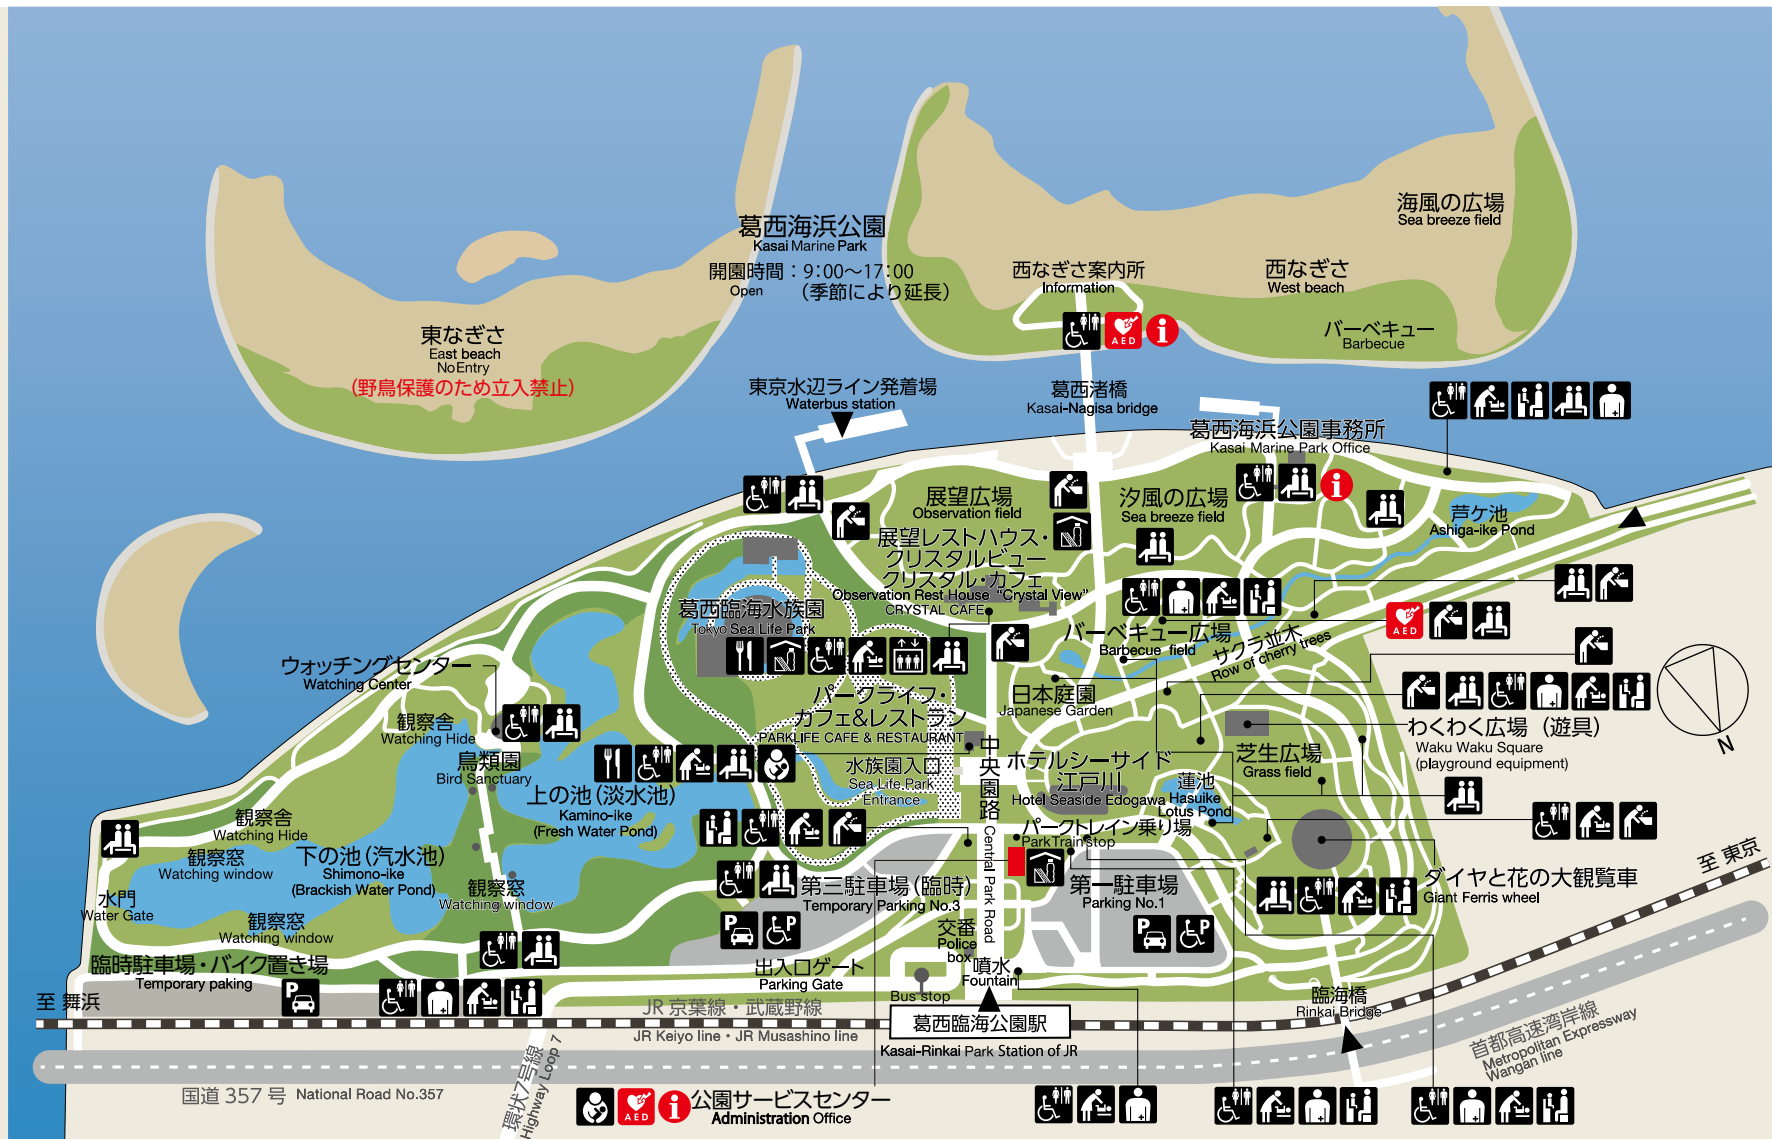 葛西海浜公園
Kasai Marine Park
開園時間：9:00〜17:00
Open
（季節により延長）
海風の広場
Sea breeze field
西なぎさ案内所
Information
西なぎさ
West beach
バーベキュー
Barbecue
AED
東なぎさ
East beach
No Entry
（野鳥保護のため立入禁止）
東京水辺ライン発着場
Waterbus station
葛西渚橋
Kasai-Nagisa bridge
葛西海浜公園事務所
Kasai Marine Park Office
展望広場
Observation field
汐風の広場
Sea breeze field
芦ケ池
Ashiga-ike Pond
展望レストハウス・
クリスタルビュー
クリスタル・カフェ
Observation Rest House "Crystal View"
CRYSTAL CAFE
葛西臨海水族園
Tokyo Sea Life Park
AED
バーベキュー広場
Barbecue field
サクラ並木
Row of cherry trees
ウォッチングセンター
Watching Center
パークライフ・
カフェ&レストラン
PARKLIFE CAFE & RESTAURANT
日本庭園
Japanese Garden
観察舎
Watching Hide
鳥類園
Bird Sanctuary
わくわく広場（遊具）
Waku Waku Square
(playground equipment)
N
中央園路
Central Park Road
ホテルシーサイド
江戸川
Hotel Seaside Edogawa
芝生広場
Grass field
水族園入口
Sea Life Park
Entrance
蓮池
Hasuike
Lotus Pond
上の池（淡水池）
Kamino-ike
(Fresh Water Pond)
観察舎
Watching Hide
パークトレイン乗り場
Park Train stop
観察窓
Watching window
下の池（汽水池）
Shimono-ike
(Brackish Water Pond)
観察窓
Watching window
至 東京
水門
Water Gate
観察窓
Watching window
第三駐車場（臨時）
Temporary Parking No.3
第一駐車場
Parking No.1
ダイヤと花の大観覧車
Giant Ferris wheel
P
P
P
P
交番
Police
box
臨時駐車場・バイク置き場
Temporary paking
P
出入口ゲート
Parking Gate
噴水
Fountain
Bus stop
至 舞浜
臨海橋
Rinkai Bridge
JR 京葉線・武蔵野線
JR Keiyo line・JR Musashino line
葛西臨海公園駅
Kasai-Rinkai Park Station of JR
首都高速湾岸線
Metropolitan Expressway
Wangan line
国道 357 号 National Road No.357
環状7号線
Highway Loop 7
AED
公園サービスセンター
Administration Office